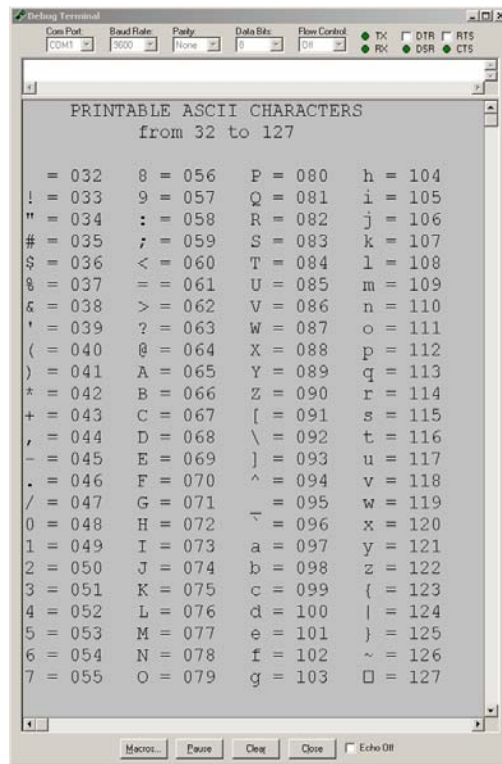 Debug Terminal
Com Port: Baud Rate: Parity: Data Bits: Flow Control: TX DTR RTS
COM1 9600 None 8 Off RX DSR CTS
PRINTABLE ASCII CHARACTERS
from 32 to 127
= 032 8 = 056 P = 080 h = 104
! = 033 9 = 057 Q = 081 i = 105
" = 034 : = 058 R = 082 j = 106
# = 035 ; = 059 S = 083 k = 107
$ = 036 < = 060 T = 084 l = 108
% = 037 = = 061 U = 085 m = 109
& = 038 > = 062 V = 086 n = 110
' = 039 ? = 063 W = 087 o = 111
( = 040 @ = 064 X = 088 p = 112
) = 041 A = 065 Y = 089 q = 113
* = 042 B = 066 Z = 090 r = 114
+ = 043 C = 067 [ = 091 s = 115
, = 044 D = 068 \ = 092 t = 116
- = 045 E = 069 ] = 093 u = 117
. = 046 F = 070 ^ = 094 v = 118
/ = 047 G = 071 _ = 095 w = 119
0 = 048 H = 072 ` = 096 x = 120
1 = 049 I = 073 a = 097 y = 121
2 = 050 J = 074 b = 098 z = 122
3 = 051 K = 075 c = 099 { = 123
4 = 052 L = 076 d = 100 | = 124
5 = 053 M = 077 e = 101 } = 125
6 = 054 N = 078 f = 102 ~ = 126
7 = 055 O = 079 g = 103 □ = 127
Macros... Pause Clear Close Echo Off